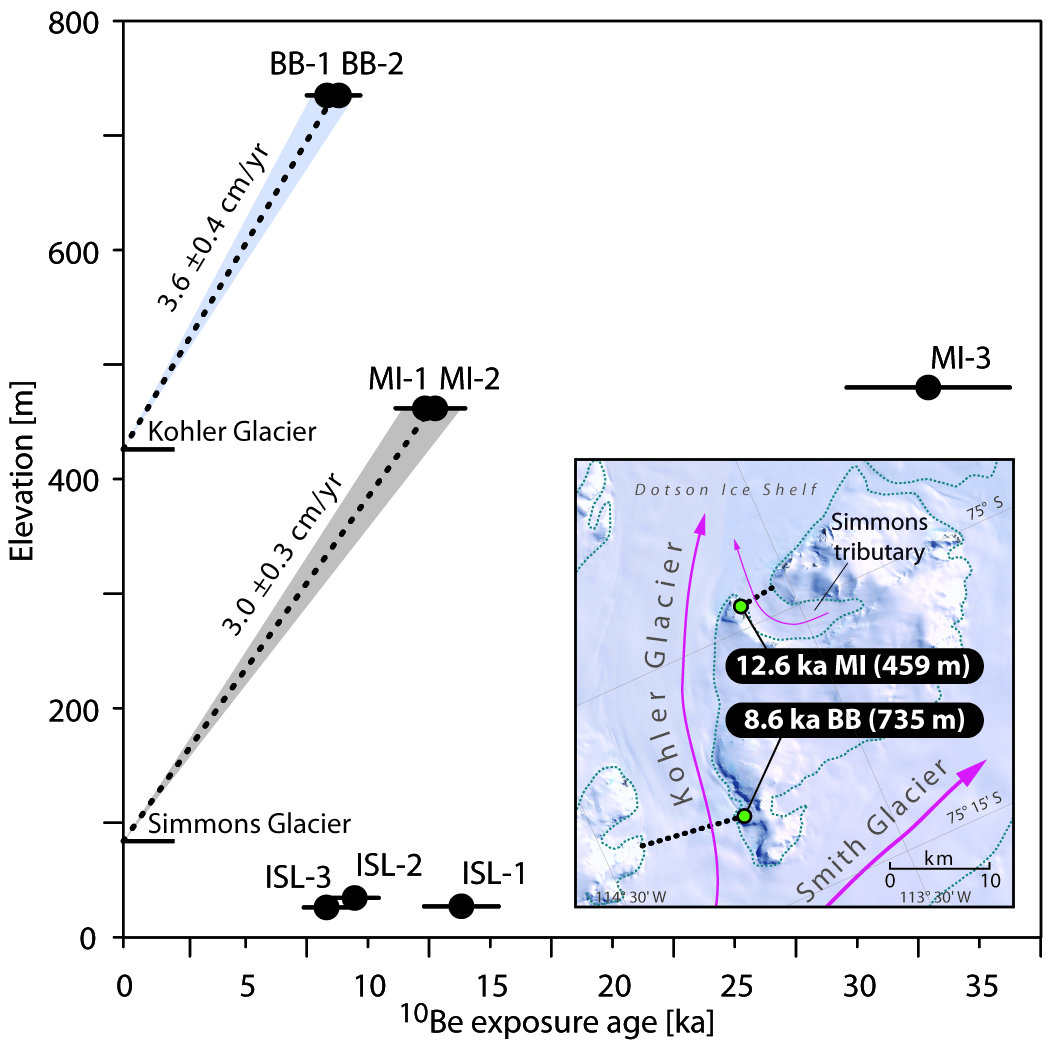 800
BB-1 BB-2
3.6 ±0.4 cm/yr
600
MI-3
MI-1 MI-2
Kohler Glacier
400
Elevation [m]
3.0 ±0.3 cm/yr
200
Simmons Glacier
ISL-3
ISL-2
ISL-1
0
0 5 10 15 20 25 30 35
¹⁰Be exposure age [ka]
Dotson Ice Shelf
75° S
Simmons
tributary
Kohler Glacier
12.6 ka MI (459 m)
8.6 ka BB (735 m)
Smith Glacier
75° 15' S
km
0 10
114° 30' W
113° 30' W